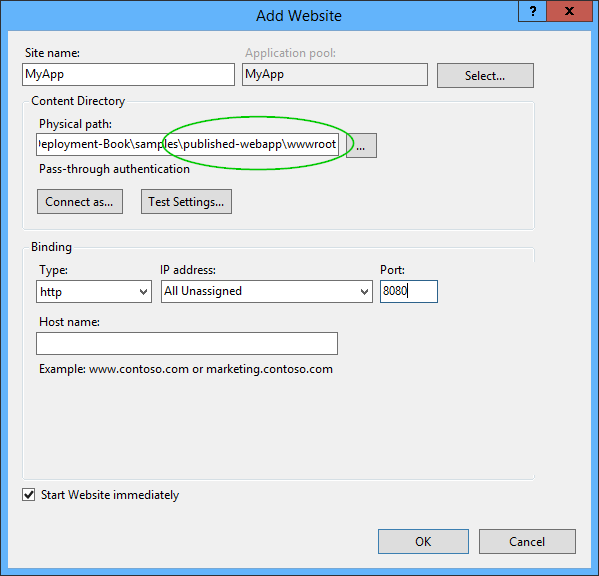 Add Website
? x
Site name: Application pool:
MyApp MyApp Select...
Content Directory
Physical path:
eployment-Book\samples\published-webapp\wwwroot ...
Pass-through authentication
Connect as... Test Settings...
Binding
Type: IP address: Port:
http All Unassigned 8080
Host name:
Example: www.contoso.com or marketing.contoso.com
Start Website immediately
OK Cancel